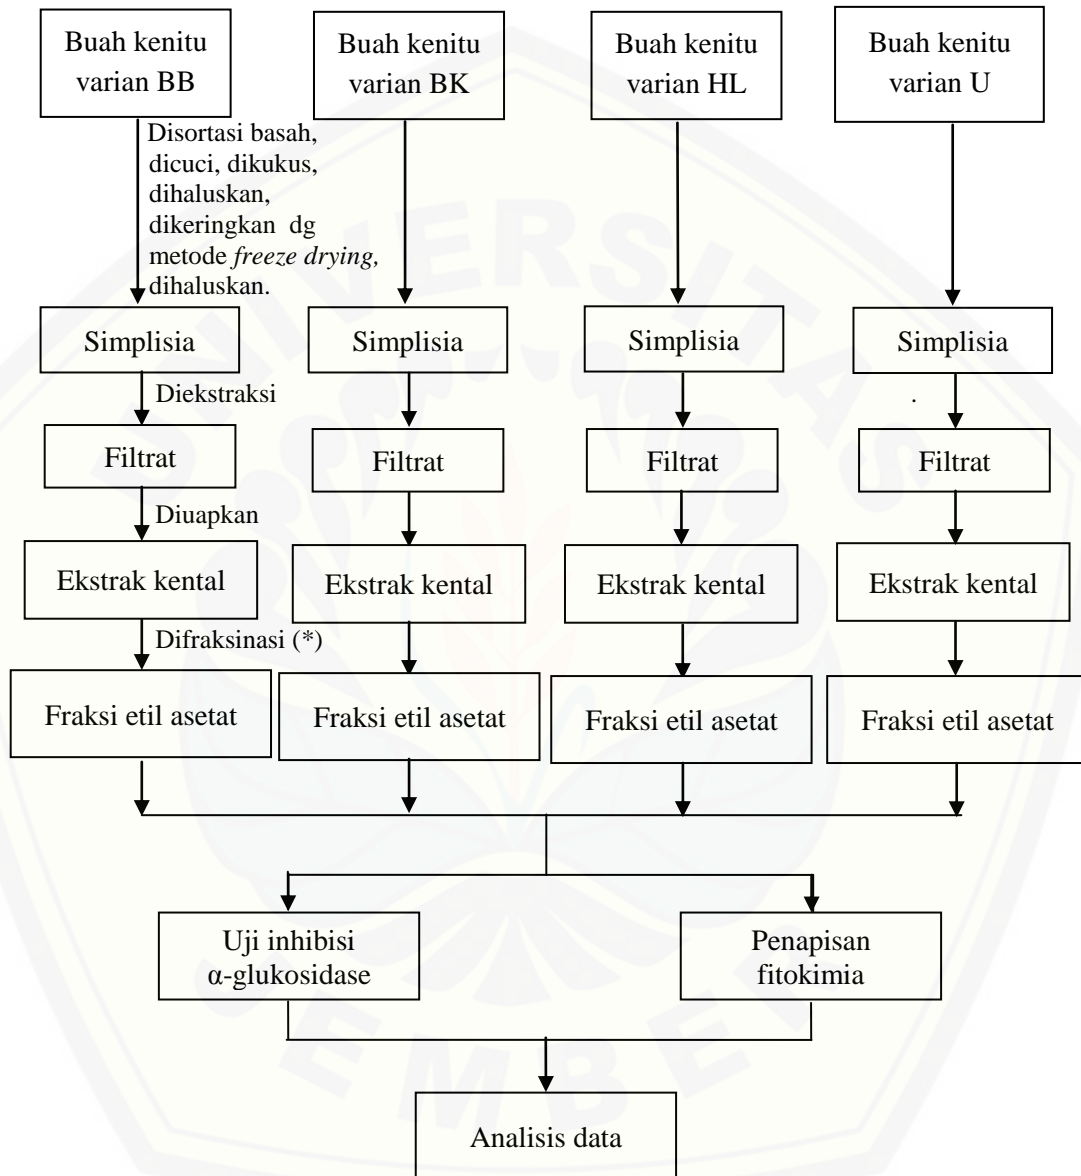 Buah kenitu
varian BB
Buah kenitu
varian BK
Buah kenitu
varian HL
Buah kenitu
varian U
Disortasi basah,
dicuci, dikukus,
dihaluskan,
dikeringkan dg
metode freeze drying,
dihaluskan.
Simplisia
Simplisia
Simplisia
Simplisia
Diekstraksi
.
Filtrat
Filtrat
Filtrat
Filtrat
Diuapkan
Ekstrak kental
Ekstrak kental
Ekstrak kental
Ekstrak kental
Difraksinasi (*)
Fraksi etil asetat
Fraksi etil asetat
Fraksi etil asetat
Fraksi etil asetat
Uji inhibisi
α-glukosidase
Penapisan
fitokimia
Analisis data
UNIVERSITAS
JEMBER